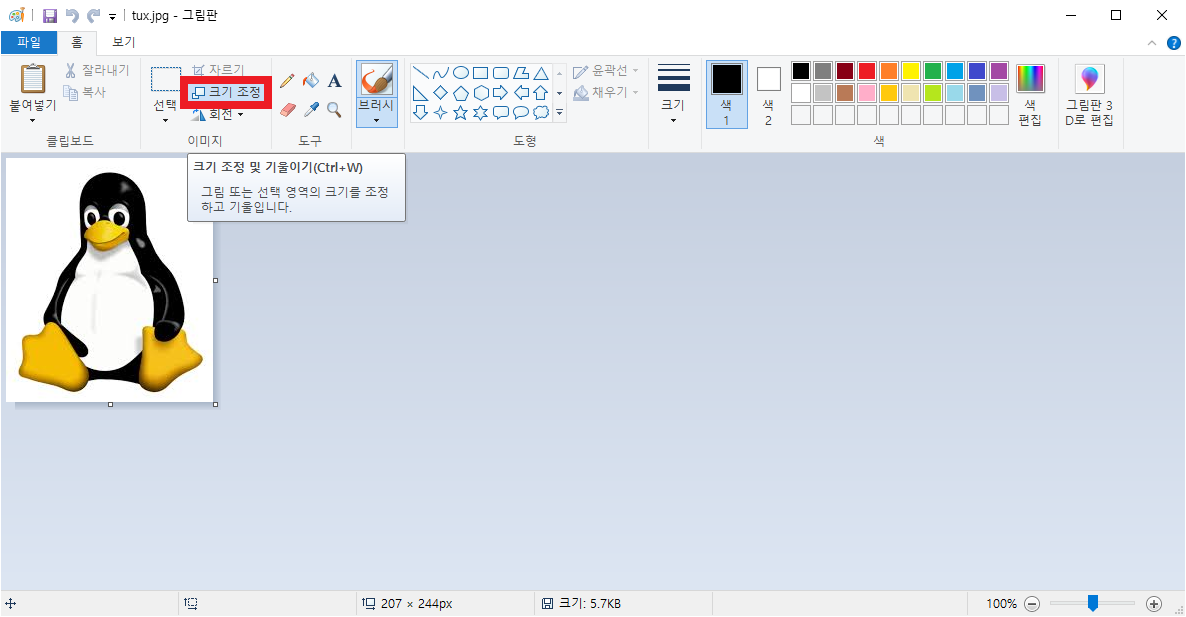 tux.jpg - 그림판
파일 홈 보기
붙여넣기
잘라내기
복사
클립보드
선택
자르기
크기 조정
회전
이미지
A
도구
브러시
윤곽선
채우기
도형
크기
색
1
색
2
색
편집
색
그림판 3
D로 편집
크기 조정 및 기울이기(Ctrl+W)
그림 또는 선택 영역의 크기를 조정
하고 기울입니다.
207 × 244px
크기: 5.7KB
100%